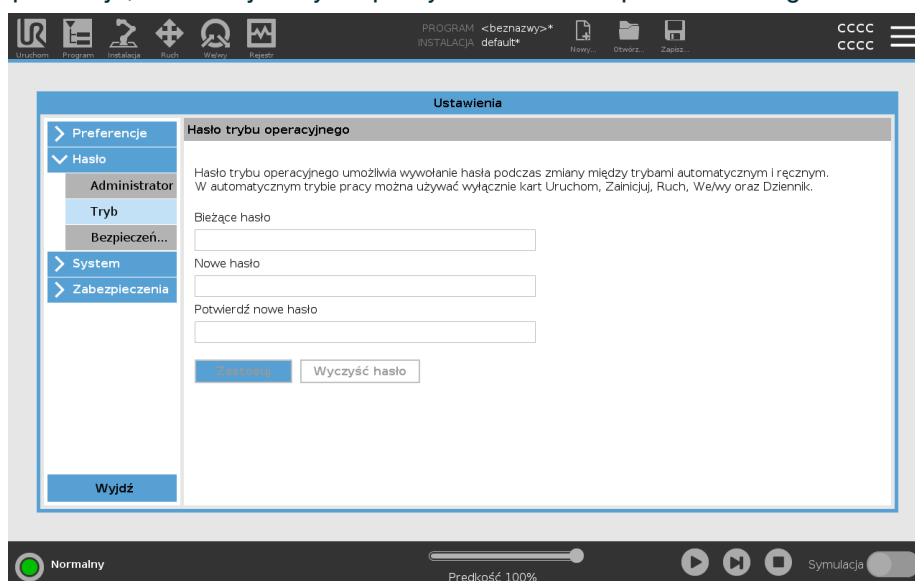 PROGRAM <beznazwy>*
INSTALACJA default*
UR
Uruchom Program Instalacja Ruch We/wy Rejestr
Nowy... Otwórz... Zapisz...
cccc
cccc
Ustawienia
Preferencje
Hasło
Administrator
Tryb
Bezpieczeń...
System
Zabezpieczenia
Wyjdź
Hasło trybu operacyjnego
Hasło trybu operacyjnego umożliwia wywołanie hasła podczas zmiany między trybami automatycznym i ręcznym.
W automatycznym trybie pracy można używać wyłącznie kart Uruchom, Zainicjuj, Ruch, We/wy oraz Dziennik.
Bieżące hasło
Nowe hasło
Potwierdź nowe hasło
Zastosuj Wyczyść hasło
Normalny
Prędkość 100%
Symulacja